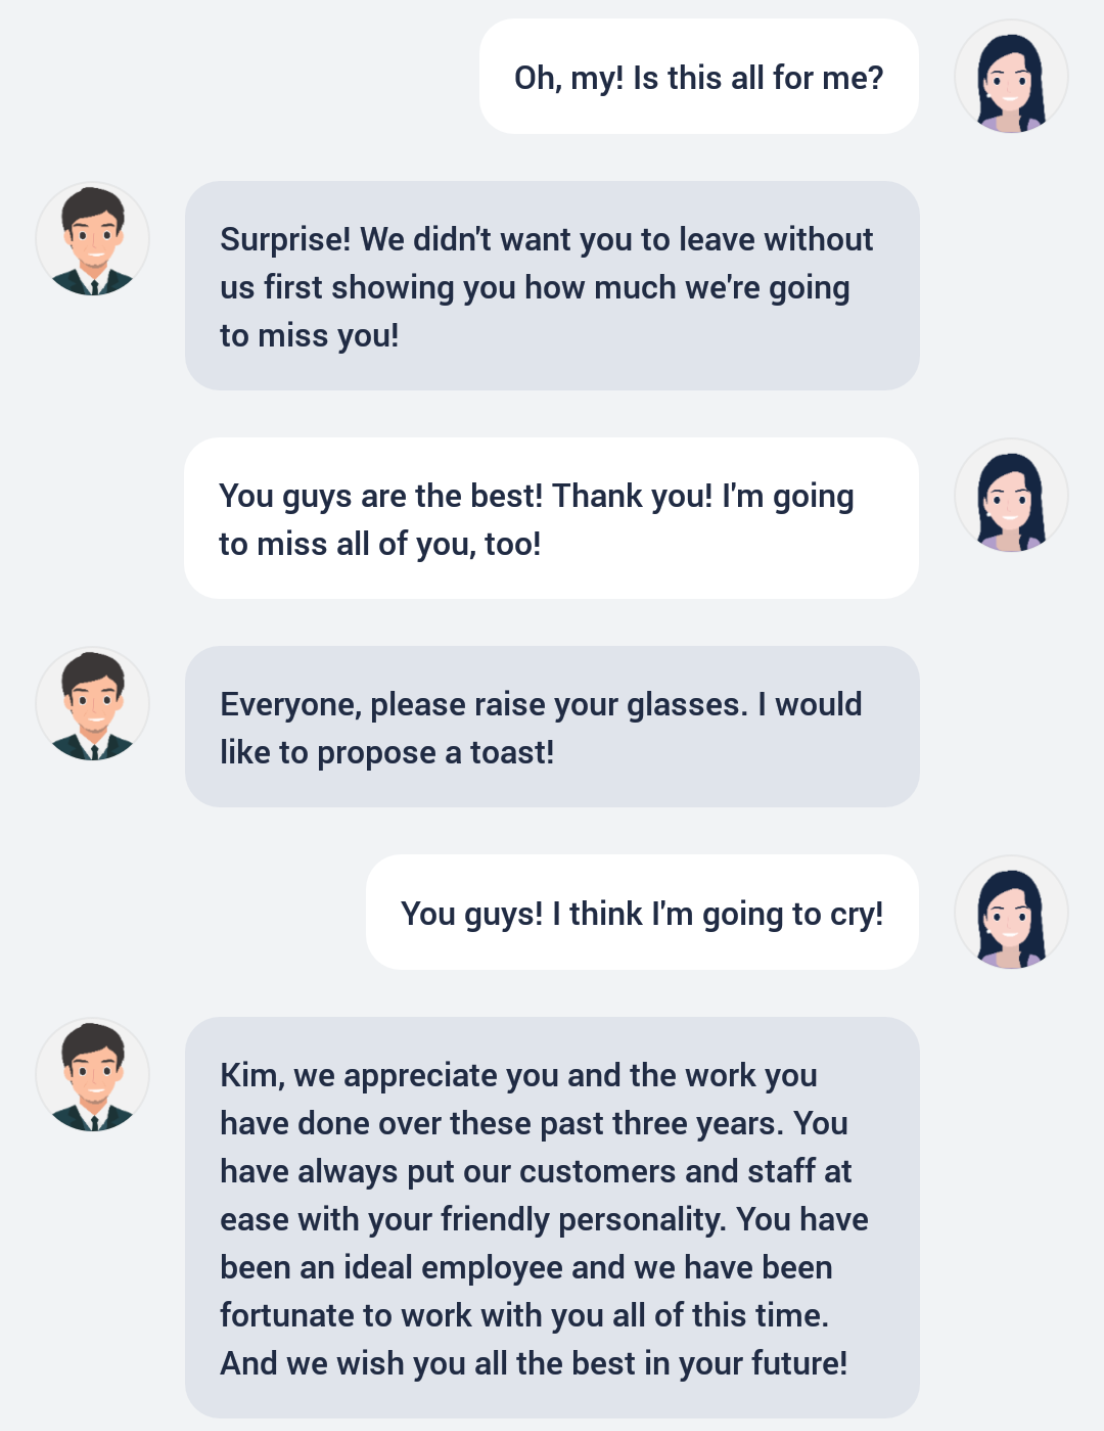 Oh, my! Is this all for me?
Surprise! We didn't want you to leave without
us first showing you how much we're going
to miss you!
You guys are the best! Thank you! I'm going
to miss all of you, too!
Everyone, please raise your glasses. I would
like to propose a toast!
You guys! I think I'm going to cry!
Kim, we appreciate you and the work you
have done over these past three years. You
have always put our customers and staff at
ease with your friendly personality. You have
been an ideal employee and we have been
fortunate to work with you all of this time.
And we wish you all the best in your future!